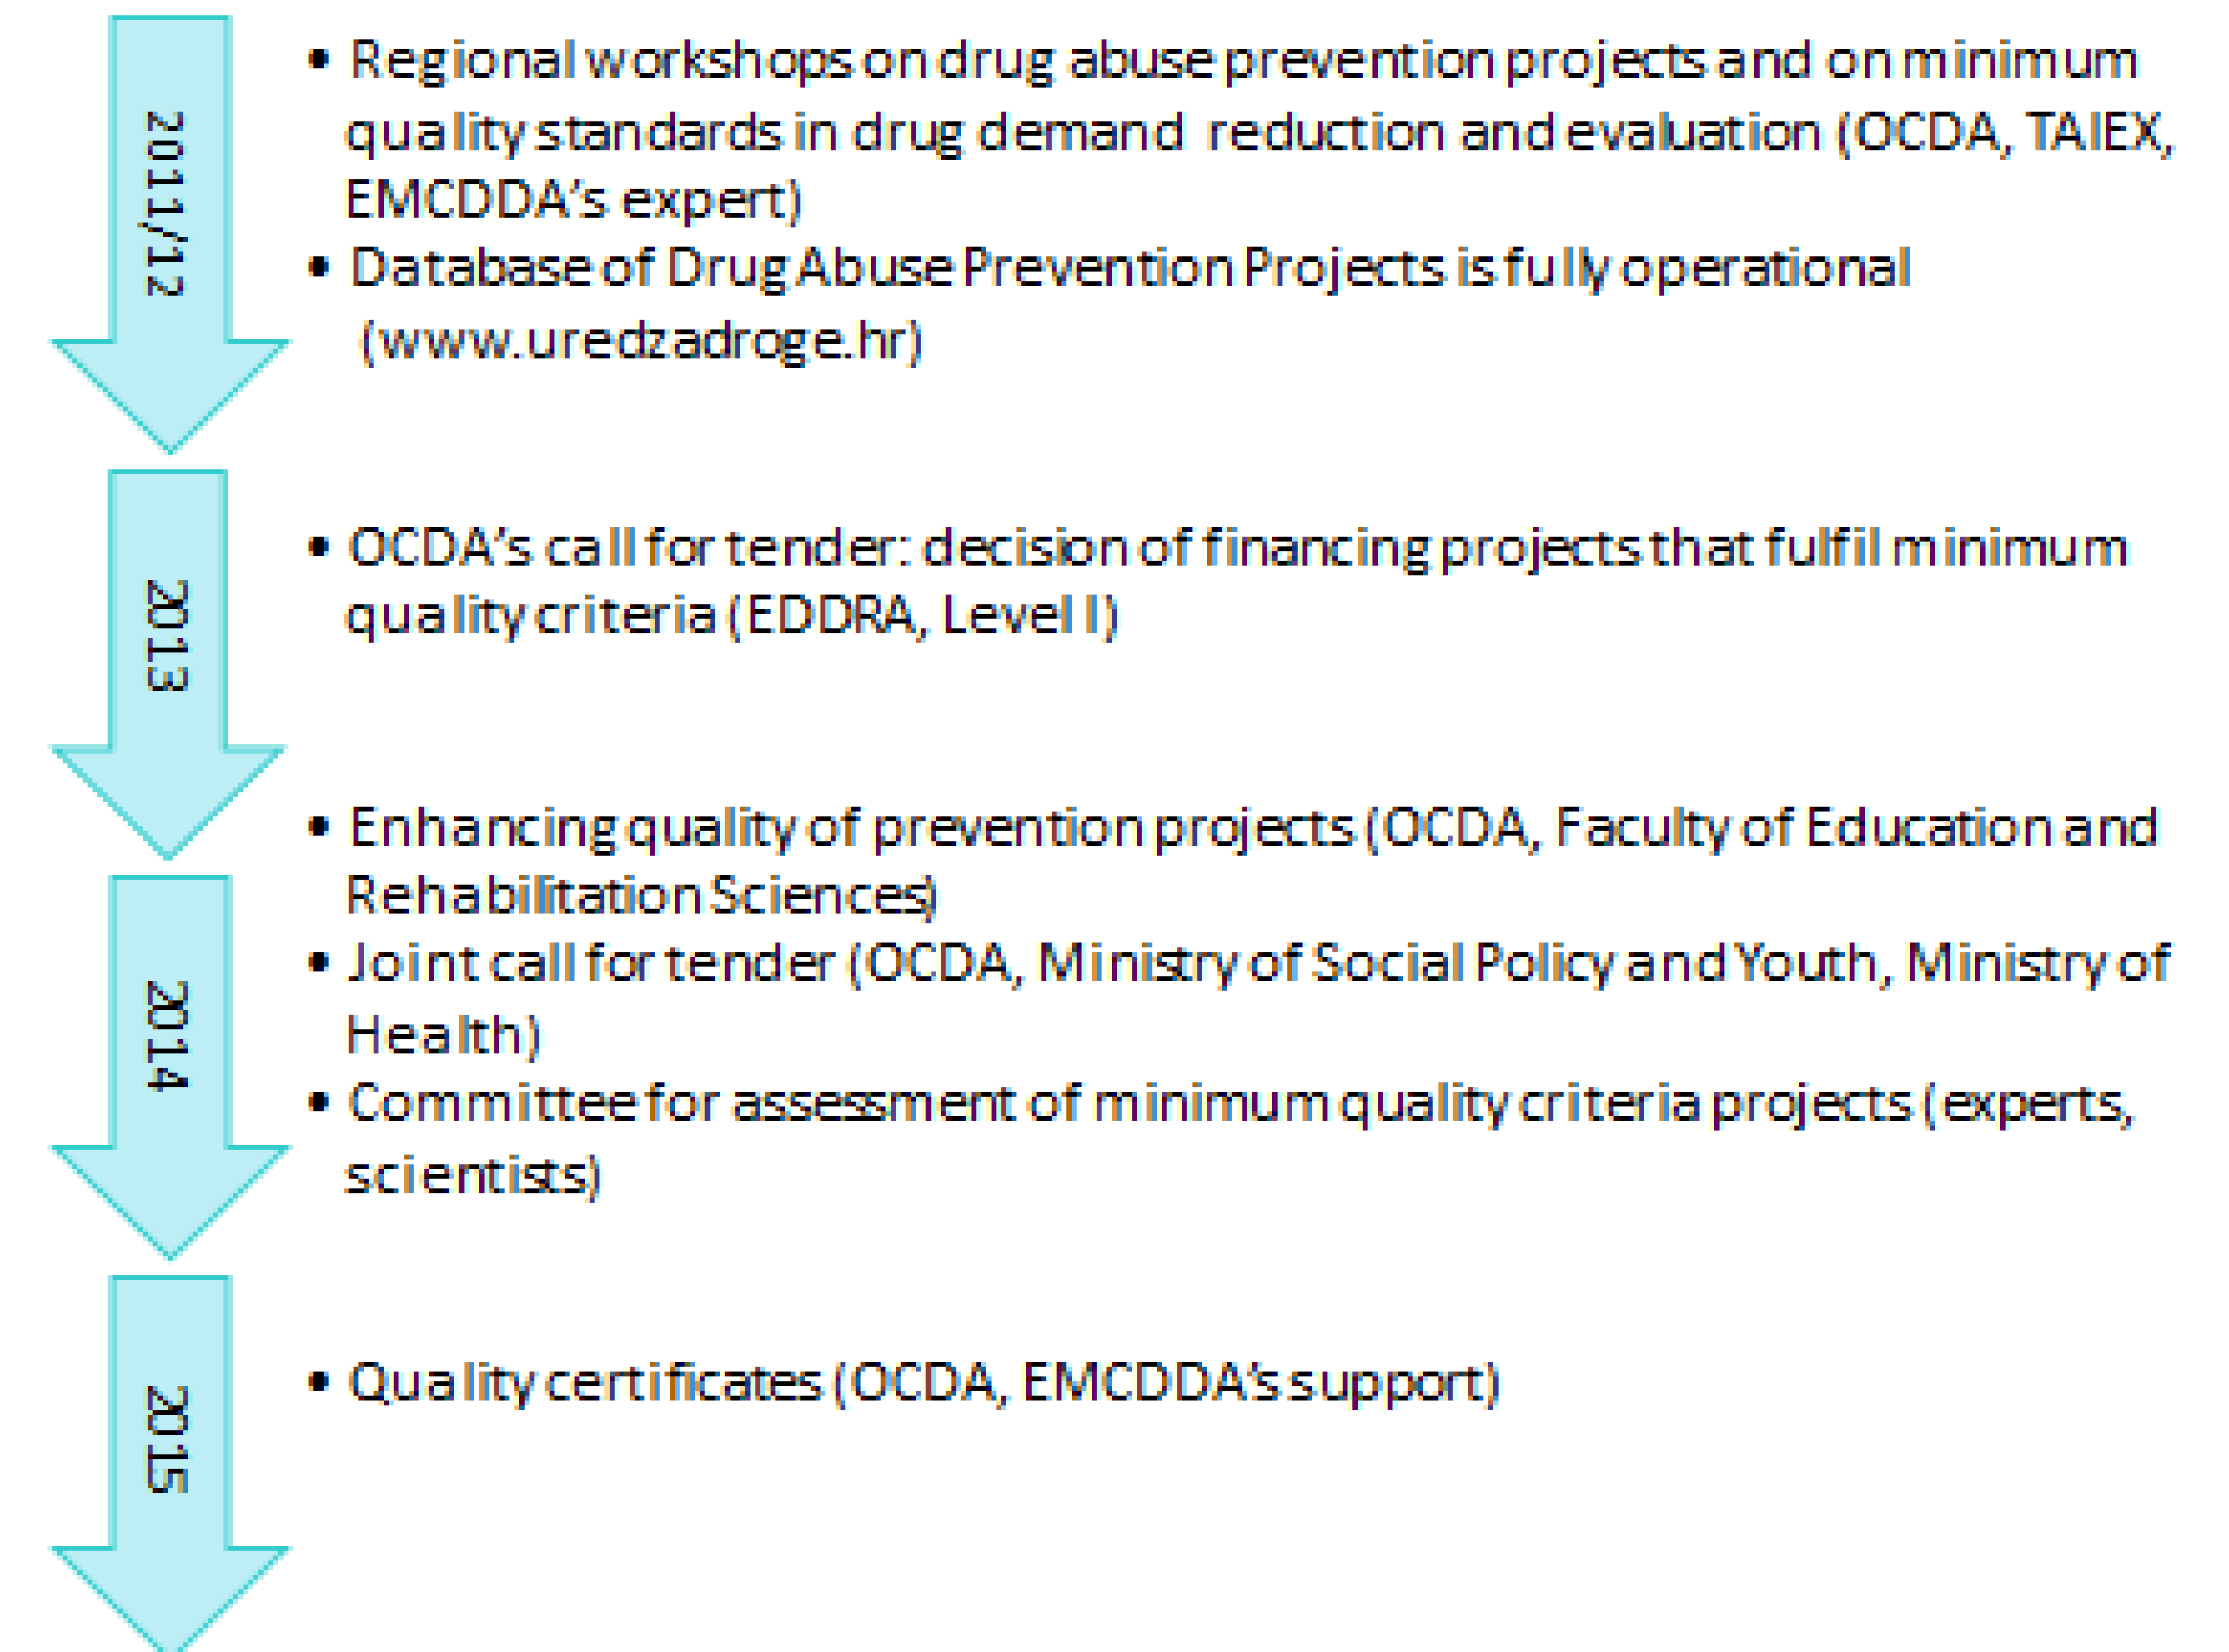 2011/12
• Regional workshops on drug abuse prevention projects and on minimum
quality standards in drug demand reduction and evaluation (OCDA, TAIEX,
EMCDDA's expert)
• Database of Drug Abuse Prevention Projects is fully operational
(www.uredzadroge.hr)
2013
• OCDA's call for tender: decision of financing projects that fulfil minimum
quality criteria (EDDRA, Level I)
2014
• Enhancing quality of prevention projects (OCDA, Faculty of Education and
Rehabilitation Sciences)
• Joint call for tender (OCDA, Ministry of Social Policy and Youth, Ministry of
Health)
• Committee for assessment of minimum quality criteria projects (experts,
scientists)
2015
• Quality certificates (OCDA, EMCDDA's support)